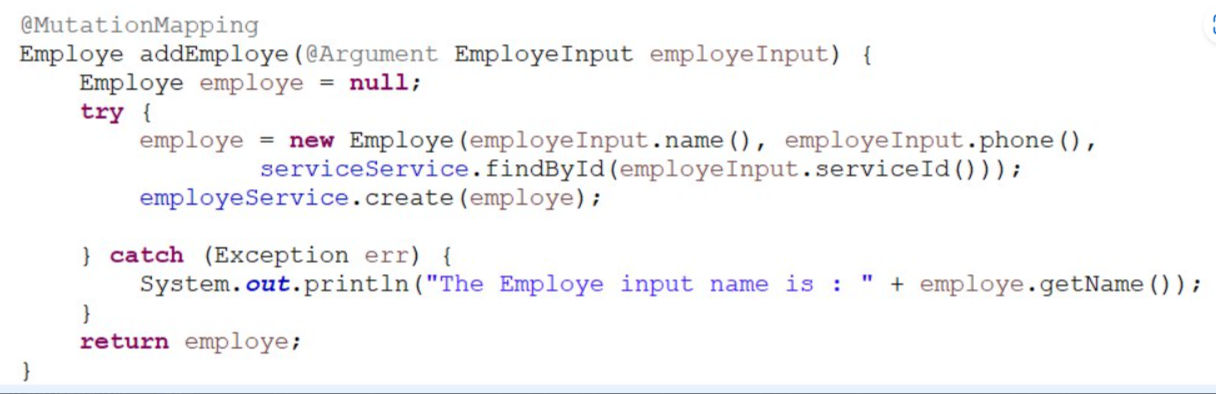 @MutationMapping
Employe addEmploye(@Argument EmployeInput employeInput) {
    Employe employe = null;
    try {
        employe = new Employe(employeInput.name(), employeInput.phone(),
                serviceService.findById(employeInput.serviceId()));
        employeService.create(employe);
    } catch (Exception err) {
        System.out.println("The Employe input name is : " + employe.getName());
    }
    return employe;
}